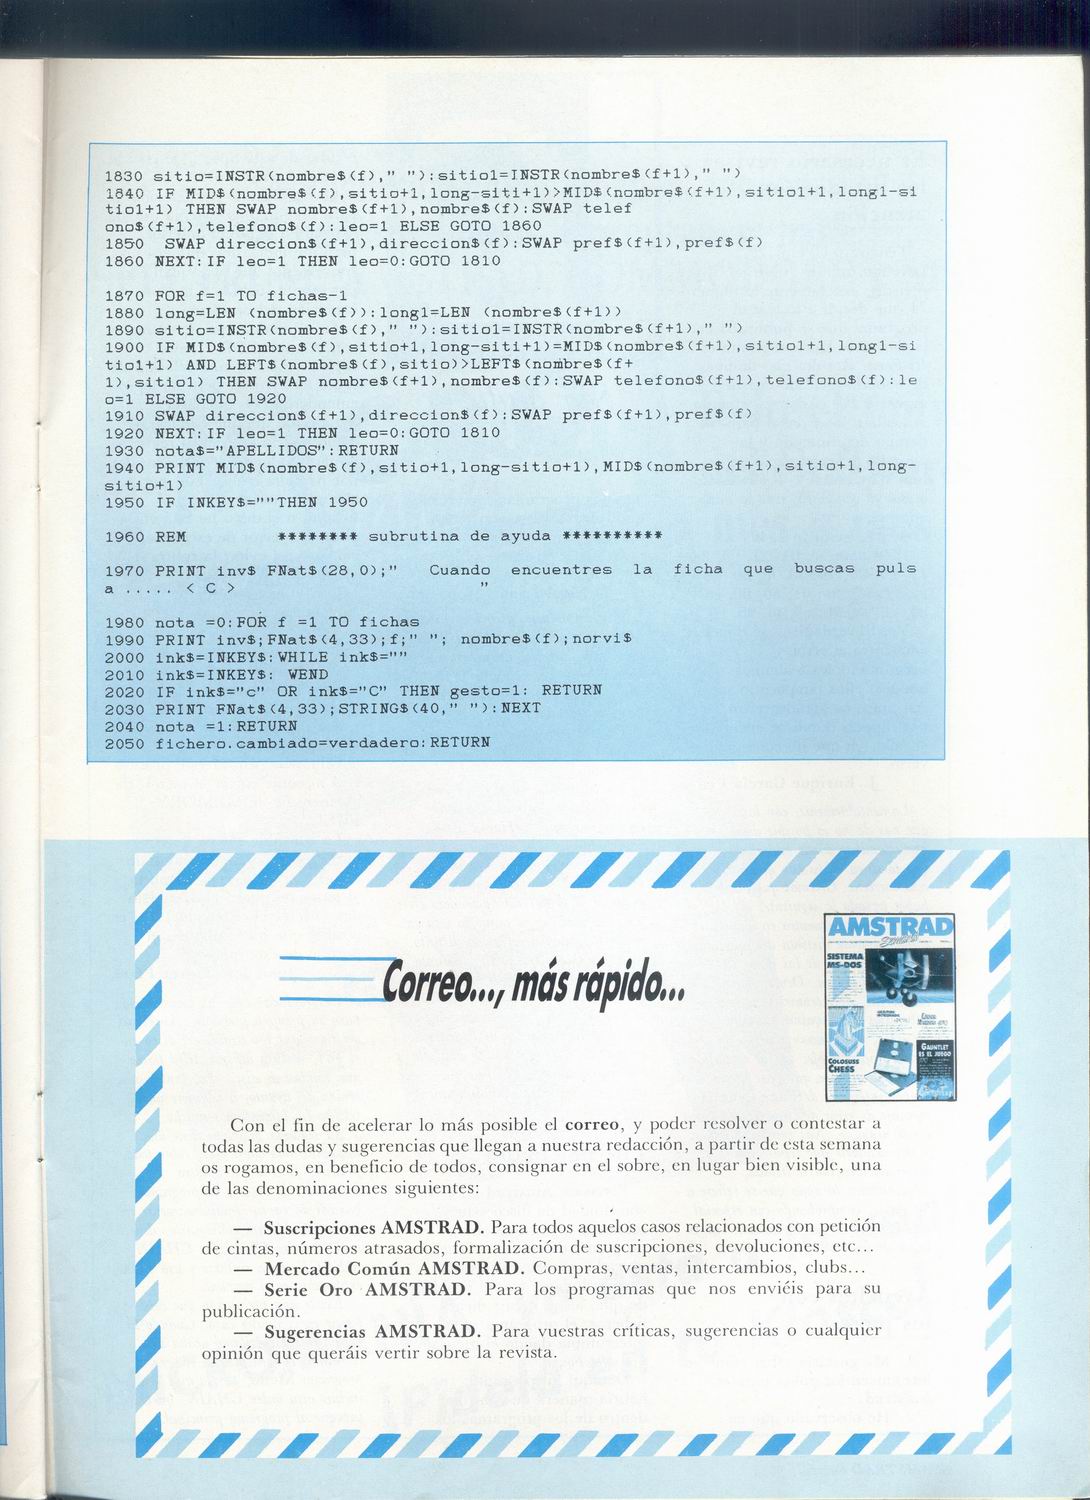 1830 sitio=INSTR(nombre$(f)," "):sitio1=INSTR(nombre$(f+1)," ")
1840 IF MID$(nombre$(f),sitio+1,long-siti+1)>MID$(nombre$(f+1),sitio1+1,long1-si
tio1+1) THEN SWAP nombre$(f+1),nombre$(f):SWAP telef
ono$(f+1),telefono$(f):leo=1 ELSE GOTO 1860
1850  SWAP direccion$(f+1),direccion$(f):SWAP pref$(f+1),pref$(f)
1860 NEXT:IF leo=1 THEN leo=0:GOTO 1810
1870 FOR f=1 TO fichas-1
1880 long=LEN (nombre$(f)):long1=LEN (nombre$(f+1))
1890 sitio=INSTR(nombre$(f)," "):sitio1=INSTR(nombre$(f+1)," ")
1900 IF MID$(nombre$(f),sitio+1,long-siti+1)=MID$(nombre$(f+1),sitio1+1,long1-si
tio1+1) AND LEFT$(nombre$(f),sitio)>LEFT$(nombre$(f+
1),sitio1) THEN SWAP nombre$(f+1),nombre$(f):SWAP telefono$(f+1),telefono$(f):le
o=1 ELSE GOTO 1920
1910 SWAP direccion$(f+1),direccion$(f):SWAP pref$(f+1),pref$(f)
1920 NEXT:IF leo=1 THEN leo=0:GOTO 1810
1930 nota$="APELLIDOS":RETURN
1940 PRINT MID$(nombre$(f),sitio+1,long-sitio+1),MID$(nombre$(f+1),sitio+1,long-
sitio+1)
1950 IF INKEY$=""THEN 1950
1960 REM         ******** subrutina de ayuda **********
1970 PRINT inv$ FNat$(28,0);"   Cuando  encuentres  la  ficha  que  buscas  puls
a ..... < C >                        "
1980 nota =0:FOR f =1 TO fichas
1990 PRINT inv$;FNat$(4,33);f;" "; nombre$(f);norvi$
2000 ink$=INKEY$:WHILE ink$=""
2010 ink$=INKEY$: WEND
2020 IF ink$="c" OR ink$="C" THEN gesto=1: RETURN
2030 PRINT FNat$(4,33);STRING$(40," "):NEXT
2040 nota =1:RETURN
2050 fichero.cambiado=verdadero:RETURN
Correo..., más rápido...
AMSTRAD
Semanal
SISTEMA
MS-DOS
COLOSUSS
CHESS
GAUNTLET
ES EL JUEGO
Con el fin de acelerar lo más posible el correo, y poder resolver o contestar a
todas las dudas y sugerencias que llegan a nuestra redacción, a partir de esta semana
os rogamos, en beneficio de todos, consignar en el sobre, en lugar bien visible, una
de las denominaciones siguientes:
— Suscripciones AMSTRAD. Para todos aquelos casos relacionados con petición
de cintas, números atrasados, formalización de suscripciones, devoluciones, etc...
— Mercado Común AMSTRAD. Compras, ventas, intercambios, clubs...
— Serie Oro AMSTRAD. Para los programas que nos enviéis para su
publicación.
— Sugerencias AMSTRAD. Para vuestras críticas, sugerencias o cualquier
opinión que queráis vertir sobre la revista.